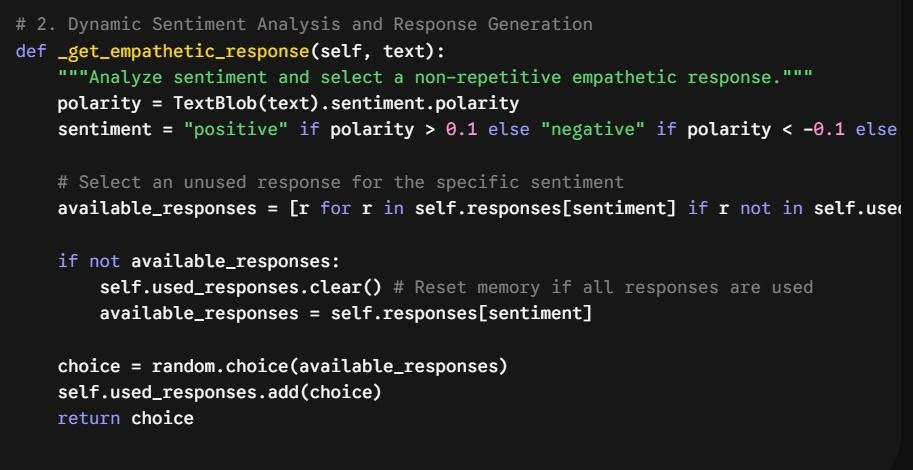 # 2. Dynamic Sentiment Analysis and Response Generation
def _get_empathetic_response(self, text):
    """Analyze sentiment and select a non-repetitive empathetic response."""
    polarity = TextBlob(text).sentiment.polarity
    sentiment = "positive" if polarity > 0.1 else "negative" if polarity < -0.1 else
    # Select an unused response for the specific sentiment
    available_responses = [r for r in self.responses[sentiment] if r not in
    if not available_responses:
        self.used_responses.clear() # Reset memory if all responses are used
        available_responses = self.responses[sentiment]
    choice = random.choice(available_responses)
    self.used_responses.add(choice)
    return choice